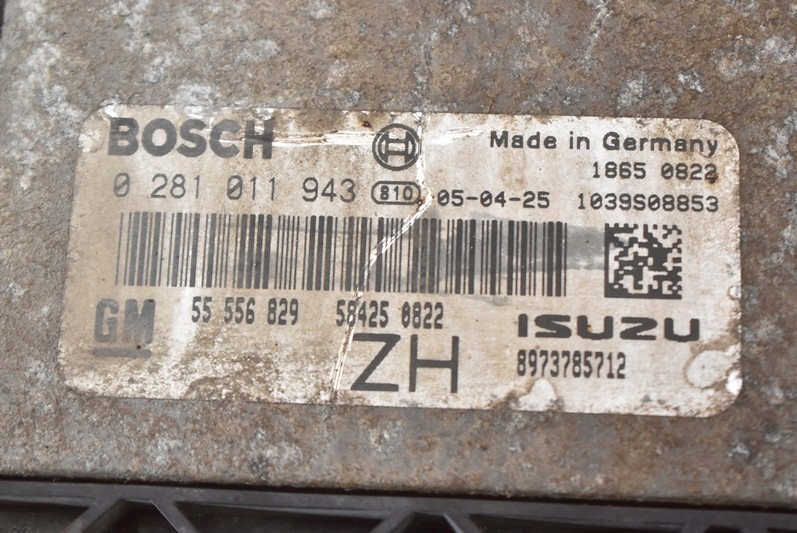 BOSCH Made in Germany
1865 0822
0 281 011 943 810 05-04-25 1039S08853
GM 55 556 829 584250 0822 ISUZU
ZH 8973785712